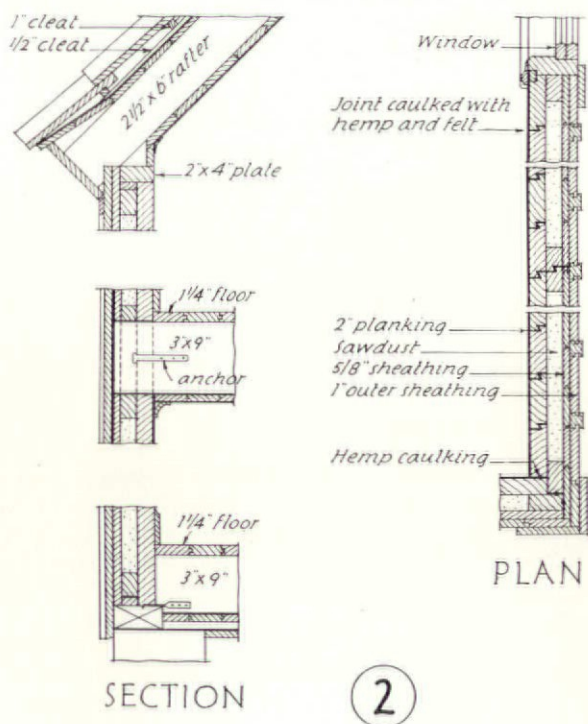 1" cleat
1/2" cleat
2 1/2" x 6" rafter
2"x4" plate
1 1/4" floor
3"x9"
anchor
1 1/4" floor
3"x9"
SECTION
Window
Joint caulked with
hemp and felt
2" planking
Sawdust
5/8" sheathing
1" outer sheathing
Hemp caulking
PLAN
2